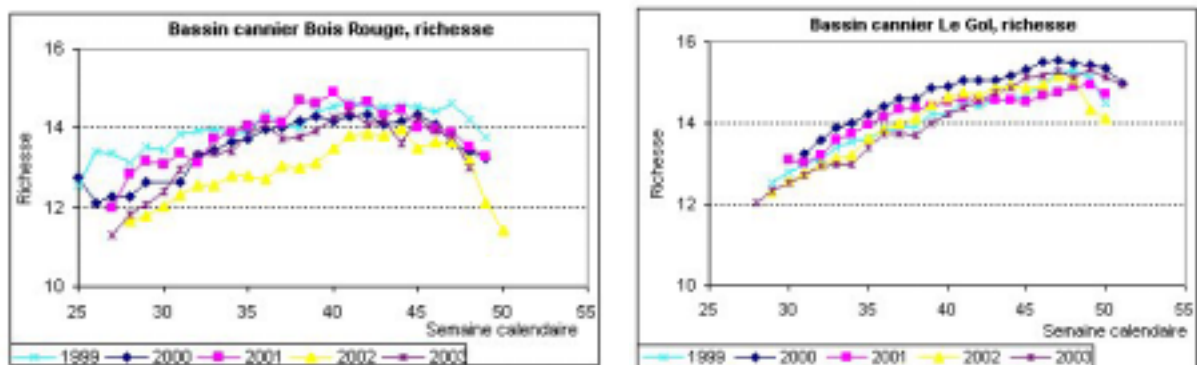 Bassin cannier Bois Rouge, richesse
16
14
12
10
Richesse
25 30 35 40 45 50 55
Semaine calendaire
1999 2000 2001 2002 2003
Bassin cannier Le Gol, richesse
16
14
12
10
Richesse
25 30 35 40 45 50 55
Semaine calendaire
1999 2000 2001 2002 2003